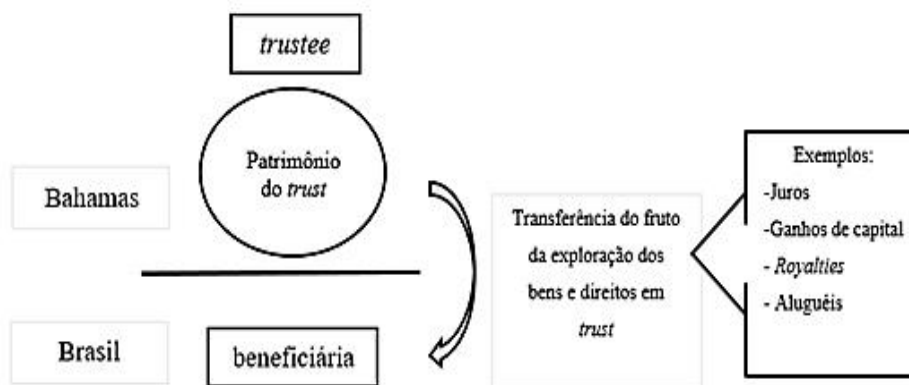 trustee
Patrimônio
do trust
Bahamas
Transferência do fruto
da exploração dos
bens e direitos em
trust
Exemplos:
-Juros
-Ganhos de capital
- Royalties
- Aluguéis
Brasil
beneficiária